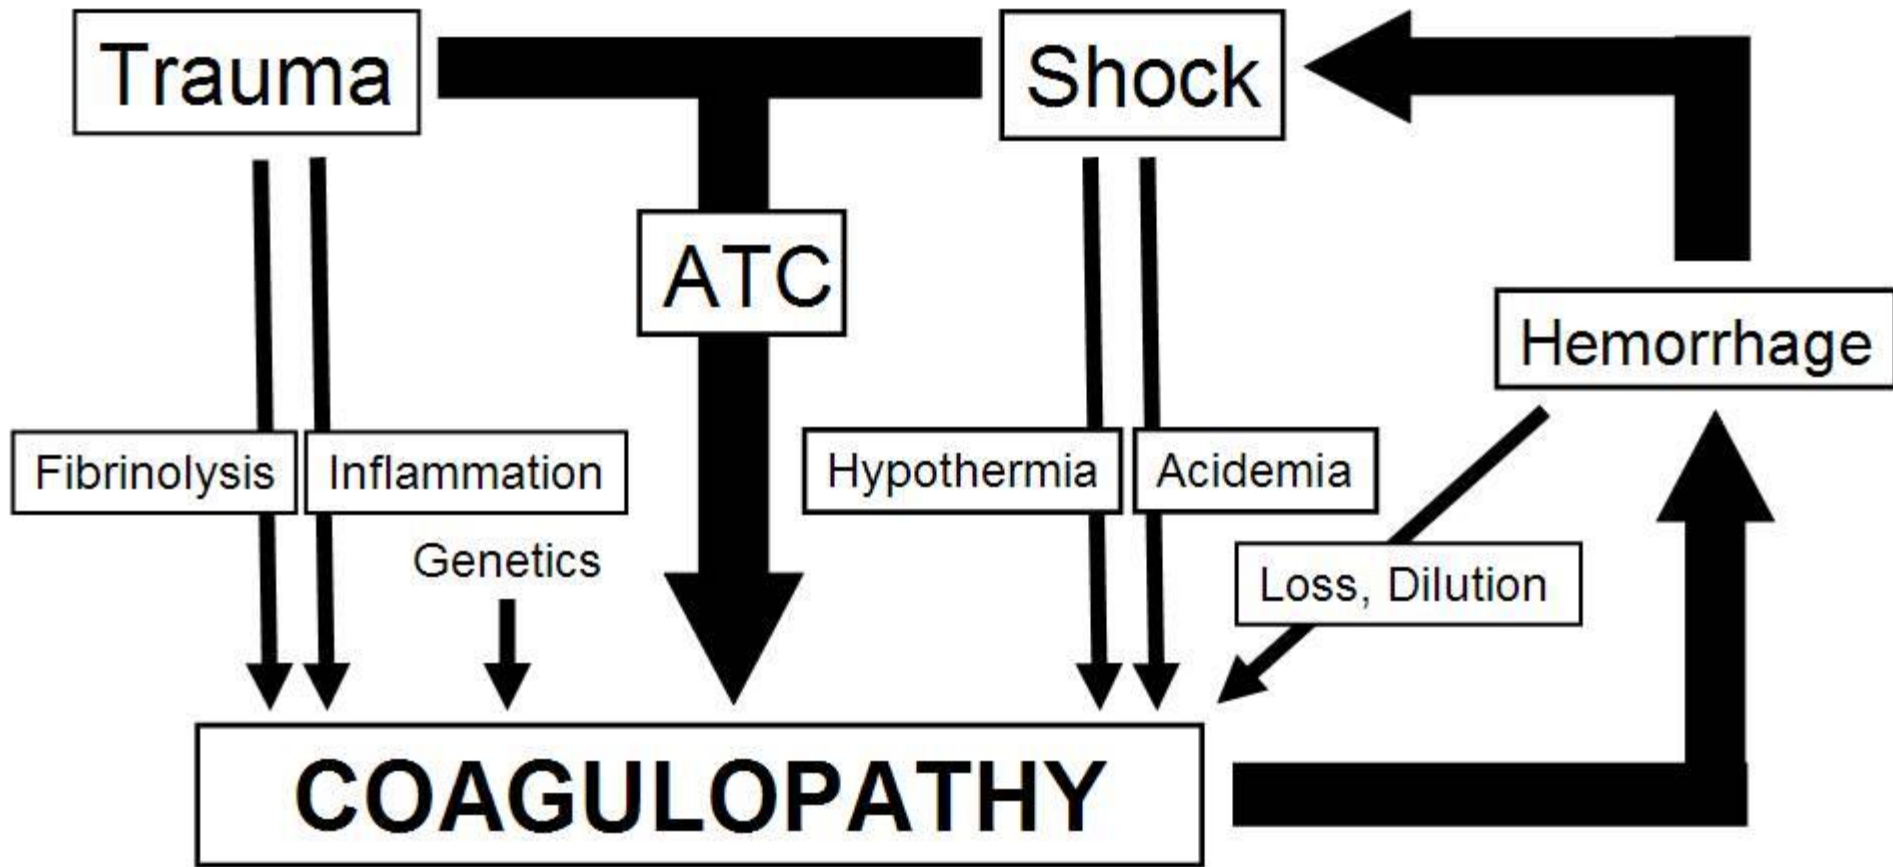 Trauma
Shock
ATC
Hemorrhage
Fibrinolysis
Inflammation
Hypothermia
Acidemia
Genetics
Loss, Dilution
COAGULOPATHY